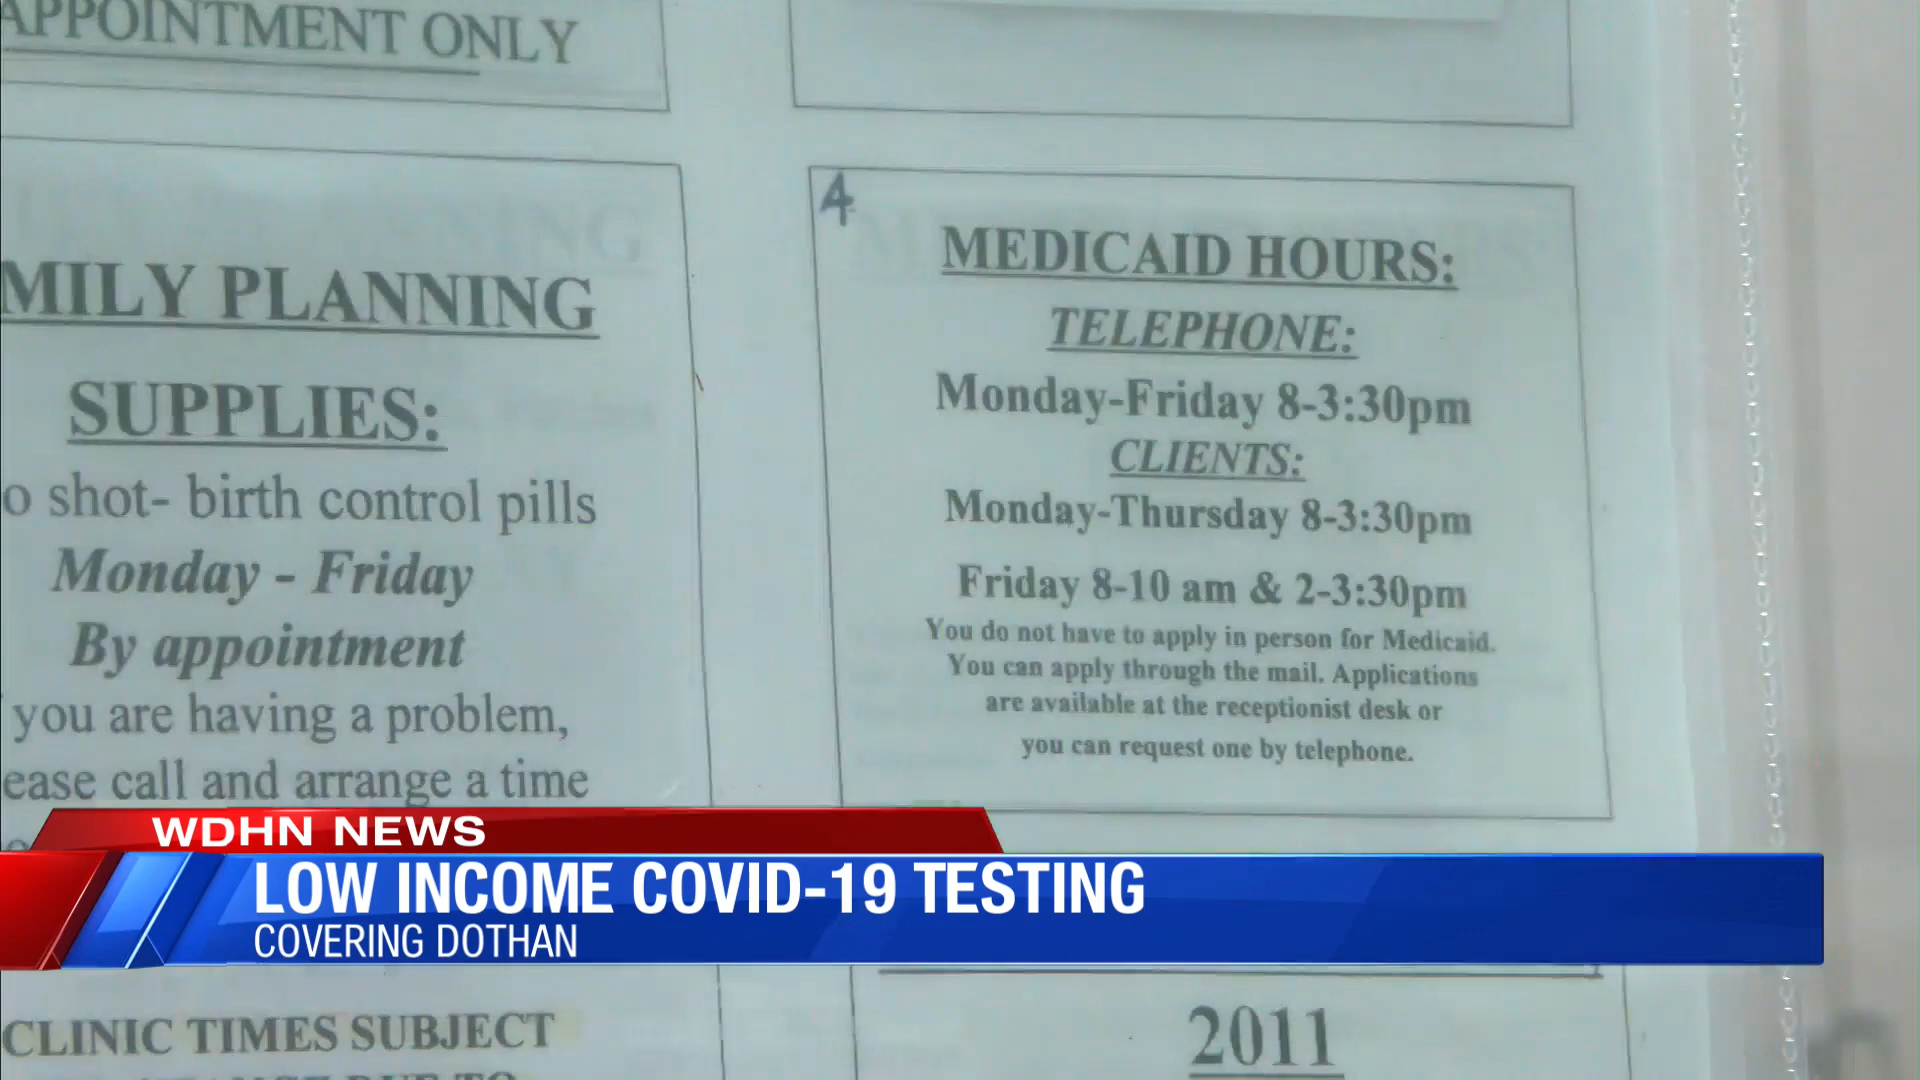 APPOINTMENT ONLY
MILY PLANNING
SUPPLIES:
o shot- birth control pills
Monday - Friday
By appointment
you are having a problem,
ease call and arrange a time
CLINIC TIMES SUBJECT
4
MEDICAID HOURS:
TELEPHONE:
Monday-Friday 8-3:30pm
CLIENTS:
Monday-Thursday 8-3:30pm
Friday 8-10 am & 2-3:30pm
You do not have to apply in person for Medicaid.
You can apply through the mail. Applications
are available at the receptionist desk or
you can request one by telephone.
2011
WDHN NEWS
LOW INCOME COVID-19 TESTING
COVERING DOTHAN